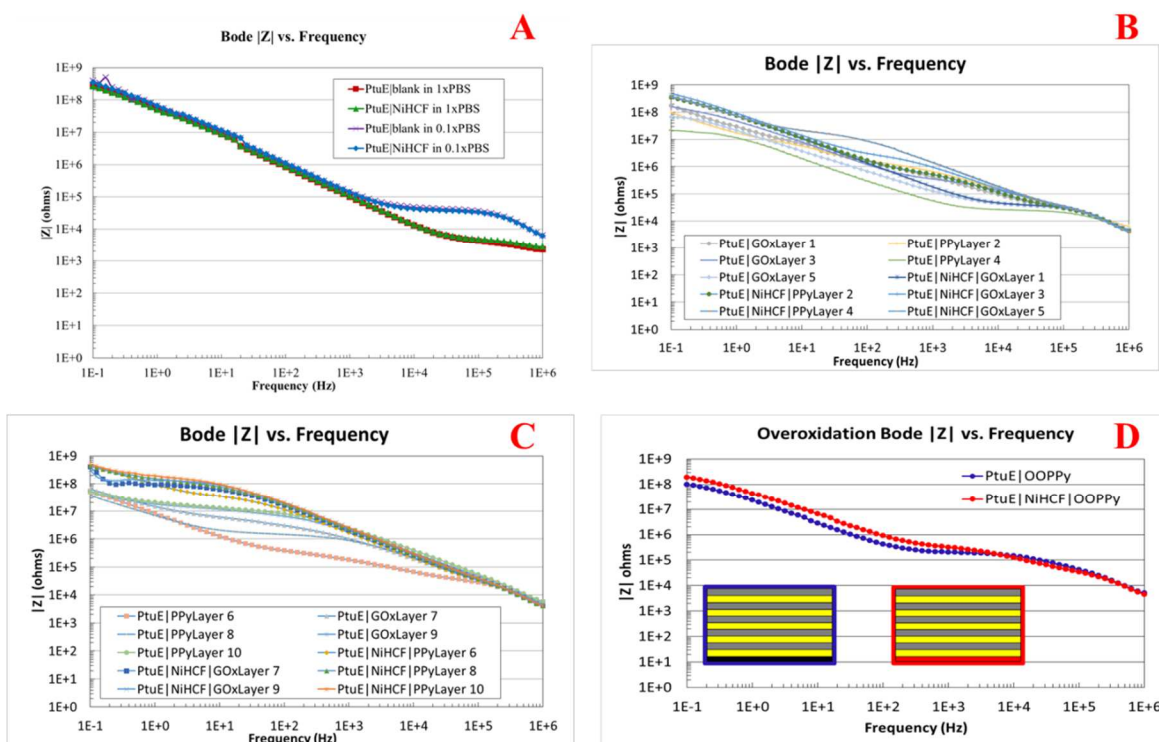 A
Bode |Z| vs. Frequency
|Z| (ohms)
1E+9
1E+8
1E+7
1E+6
1E+5
1E+4
1E+3
1E+2
1E+1
1E+0
PtuE|blank in 1xPBS
PtuE|NiHCF in 1xPBS
PtuE|blank in 0.1xPBS
PtuE|NiHCF in 0.1xPBS
1E-1 1E+0 1E+1 1E+2 1E+3 1E+4 1E+5 1E+6
Frequency (Hz)
B
Bode |Z| vs. Frequency
|Z| (ohms)
1E+9
1E+8
1E+7
1E+6
1E+5
1E+4
1E+3
1E+2
1E+1
1E+0
PtuE|GOxLayer 1 PtuE|PPyLayer 2
PtuE|GOxLayer 3 PtuE|PPyLayer 4
PtuE|GOxLayer 5 PtuE|NiHCF|GOxLayer 1
PtuE|NiHCF|PPyLayer 2 PtuE|NiHCF|GOxLayer 3
PtuE|NiHCF|PPyLayer 4 PtuE|NiHCF|GOxLayer 5
1E-1 1E+0 1E+1 1E+2 1E+3 1E+4 1E+5 1E+6
Frequency (Hz)
C
Bode |Z| vs. Frequency
|Z| (ohms)
1E+9
1E+8
1E+7
1E+6
1E+5
1E+4
1E+3
1E+2
1E+1
1E+0
PtuE|PPyLayer 6 PtuE|GOxLayer 7
PtuE|PPyLayer 8 PtuE|GOxLayer 9
PtuE|PPyLayer 10 PtuE|NiHCF|PPyLayer 6
PtuE|NiHCF|GOxLayer 7 PtuE|NiHCF|PPyLayer 8
PtuE|NiHCF|GOxLayer 9 PtuE|NiHCF|PPyLayer 10
1E-1 1E+0 1E+1 1E+2 1E+3 1E+4 1E+5 1E+6
Frequency (Hz)
D
Overoxidation Bode |Z| vs. Frequency
|Z| ohms
1E+9
1E+8
1E+7
1E+6
1E+5
1E+4
1E+3
1E+2
1E+1
1E+0
PtuE|OOPPy
PtuE|NiHCF|OOPPy
1E-1 1E+0 1E+1 1E+2 1E+3 1E+4 1E+5 1E+6
Frequency (Hz)